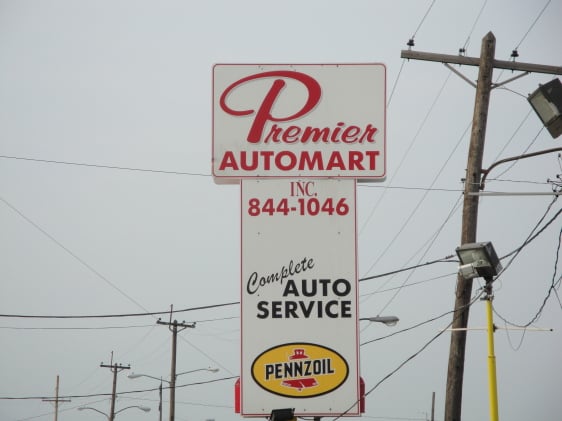 Premier
AUTOMART
INC.
844-1046
Complete
AUTO
SERVICE
PENNZOIL